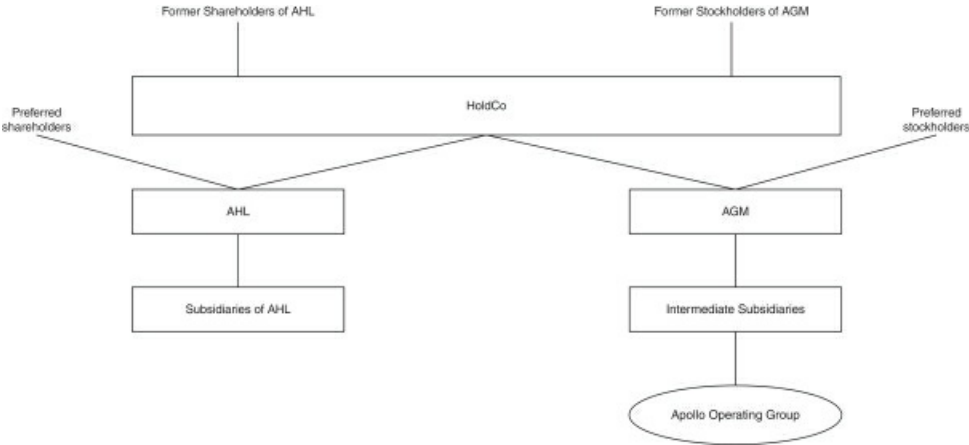 Former Shareholders of AHL
Former Stockholders of AGM
HoldCo
Preferred
shareholders
Preferred
stockholders
AHL
AGM
Subsidiaries of AHL
Intermediate Subsidiaries
Apollo Operating Group